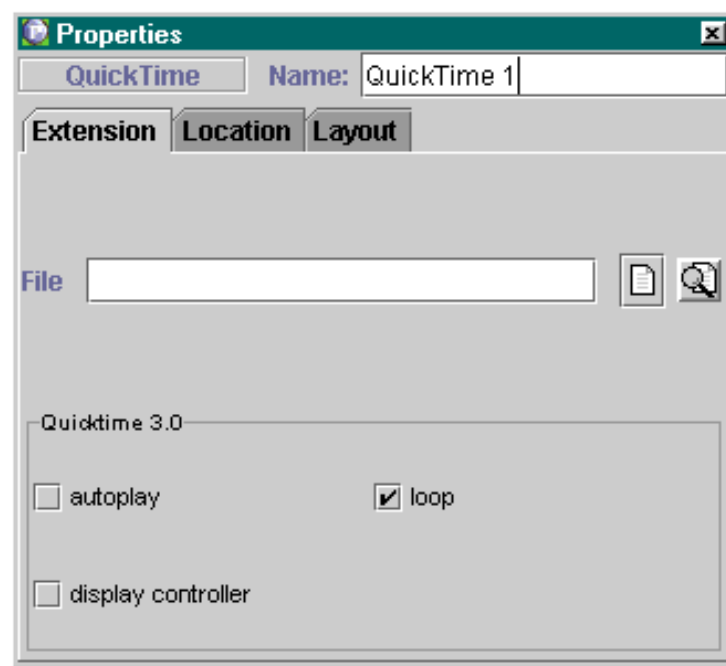 Properties
QuickTime Name: QuickTime 1
Extension Location Layout
File
Quicktime 3.0
autoplay loop
display controller